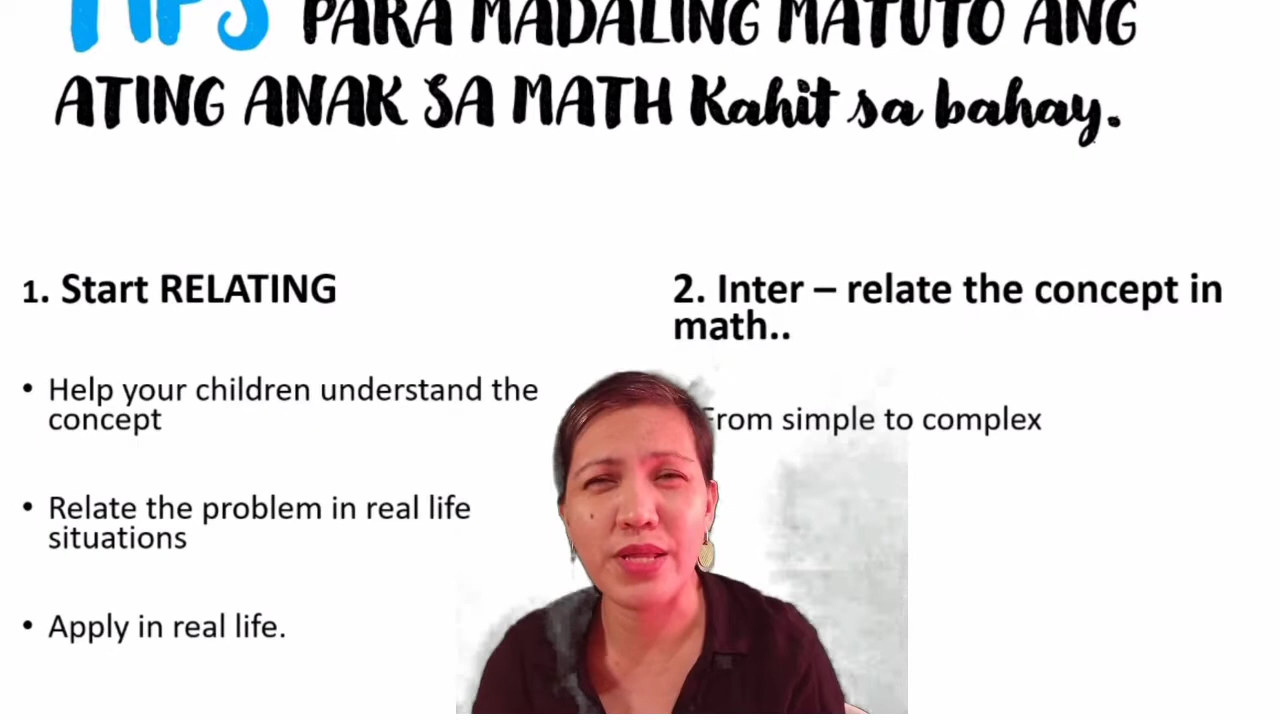 TIPS PARA MADALING MATUTO ANG
ATING ANAK SA MATH Kahit sa bahay.
1. Start RELATING
• Help your children understand the
concept
• Relate the problem in real life
situations
• Apply in real life.
2. Inter – relate the concept in
math..
From simple to complex